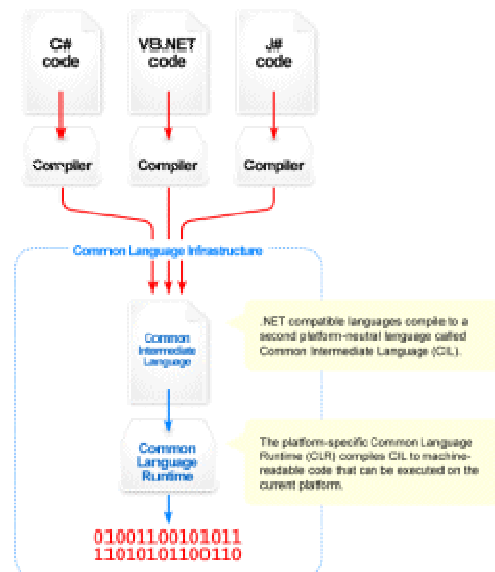 C#
code
VB.NET
code
J#
code
Compiler
Compiler
Compiler
Common Language Infrastructure
Common
Intermediate
Language
.NET compatible languages compile to a
second platform-neutral language called
Common Intermediate Language (CIL).
Common
Language
Runtime
The platform-specific Common Language
Runtime (CLR) compiles CIL to machine-
readable code that can be executed on the
current platform.
01001100101011
11010101100110